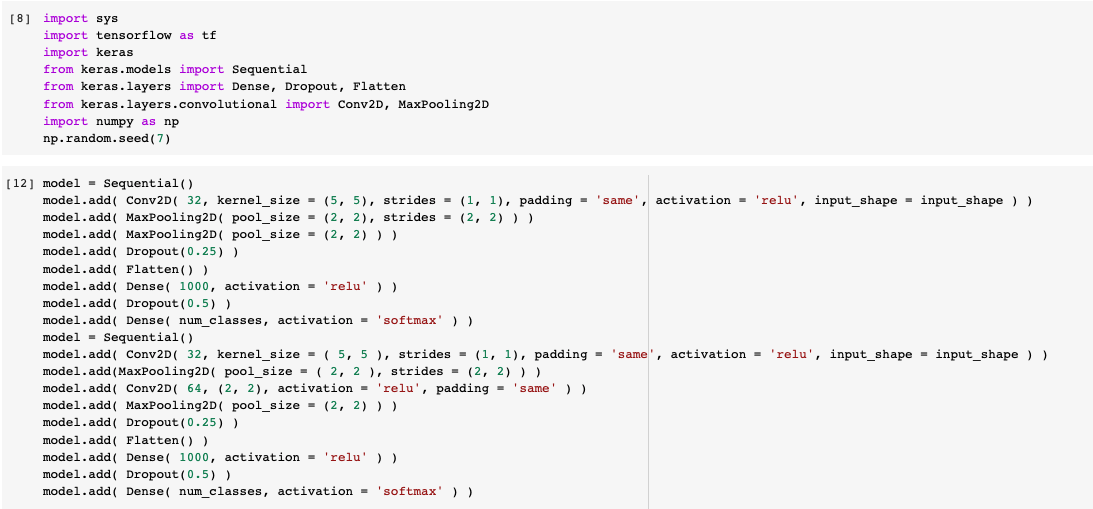 [8] import sys
import tensorflow as tf
import keras
from keras.models import Sequential
from keras.layers import Dense, Dropout, Flatten
from keras.layers.convolutional import Conv2D, MaxPooling2D
import numpy as np
np.random.seed(7)
[12] model = Sequential()
model.add( Conv2D( 32, kernel_size = (5, 5), strides = (1, 1), padding = 'same', activation = 'relu', input_shape = input_shape ) )
model.add( MaxPooling2D( pool_size = (2, 2), strides = (2, 2) ) )
model.add( MaxPooling2D( pool_size = (2, 2) ) )
model.add( Dropout(0.25) )
model.add( Flatten() )
model.add( Dense( 1000, activation = 'relu' ) )
model.add( Dropout(0.5) )
model.add( Dense( num_classes, activation = 'softmax' ) )
model = Sequential()
model.add( Conv2D( 32, kernel_size = ( 5, 5 ), strides = (1, 1), padding = 'same', activation = 'relu', input_shape = input_shape ) )
model.add(MaxPooling2D( pool_size = ( 2, 2 ), strides = (2, 2) ) )
model.add( Conv2D( 64, (2, 2), activation = 'relu', padding = 'same' ) )
model.add( MaxPooling2D( pool_size = (2, 2) ) )
model.add( Dropout(0.25) )
model.add( Flatten() )
model.add( Dense( 1000, activation = 'relu' ) )
model.add( Dropout(0.5) )
model.add( Dense( num_classes, activation = 'softmax' ) )